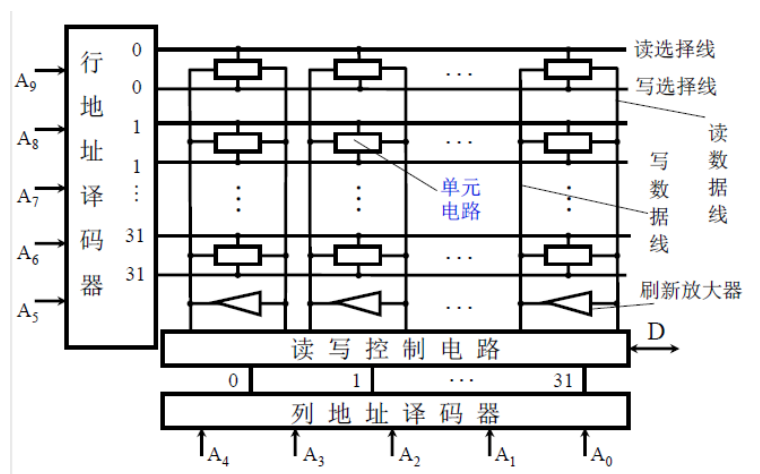 行地址译码器
A9
A8
A7
A6
A5
0
0
1
1
⋮
31
31
…
…
…
⋮
⋮
⋮
…
…
读选择线
写选择线
读数据线
写数据线
单元
电路
刷新放大器
读写控制电路
D
0
1
…
31
列地址译码器
A4
A3
A2
A1
A0